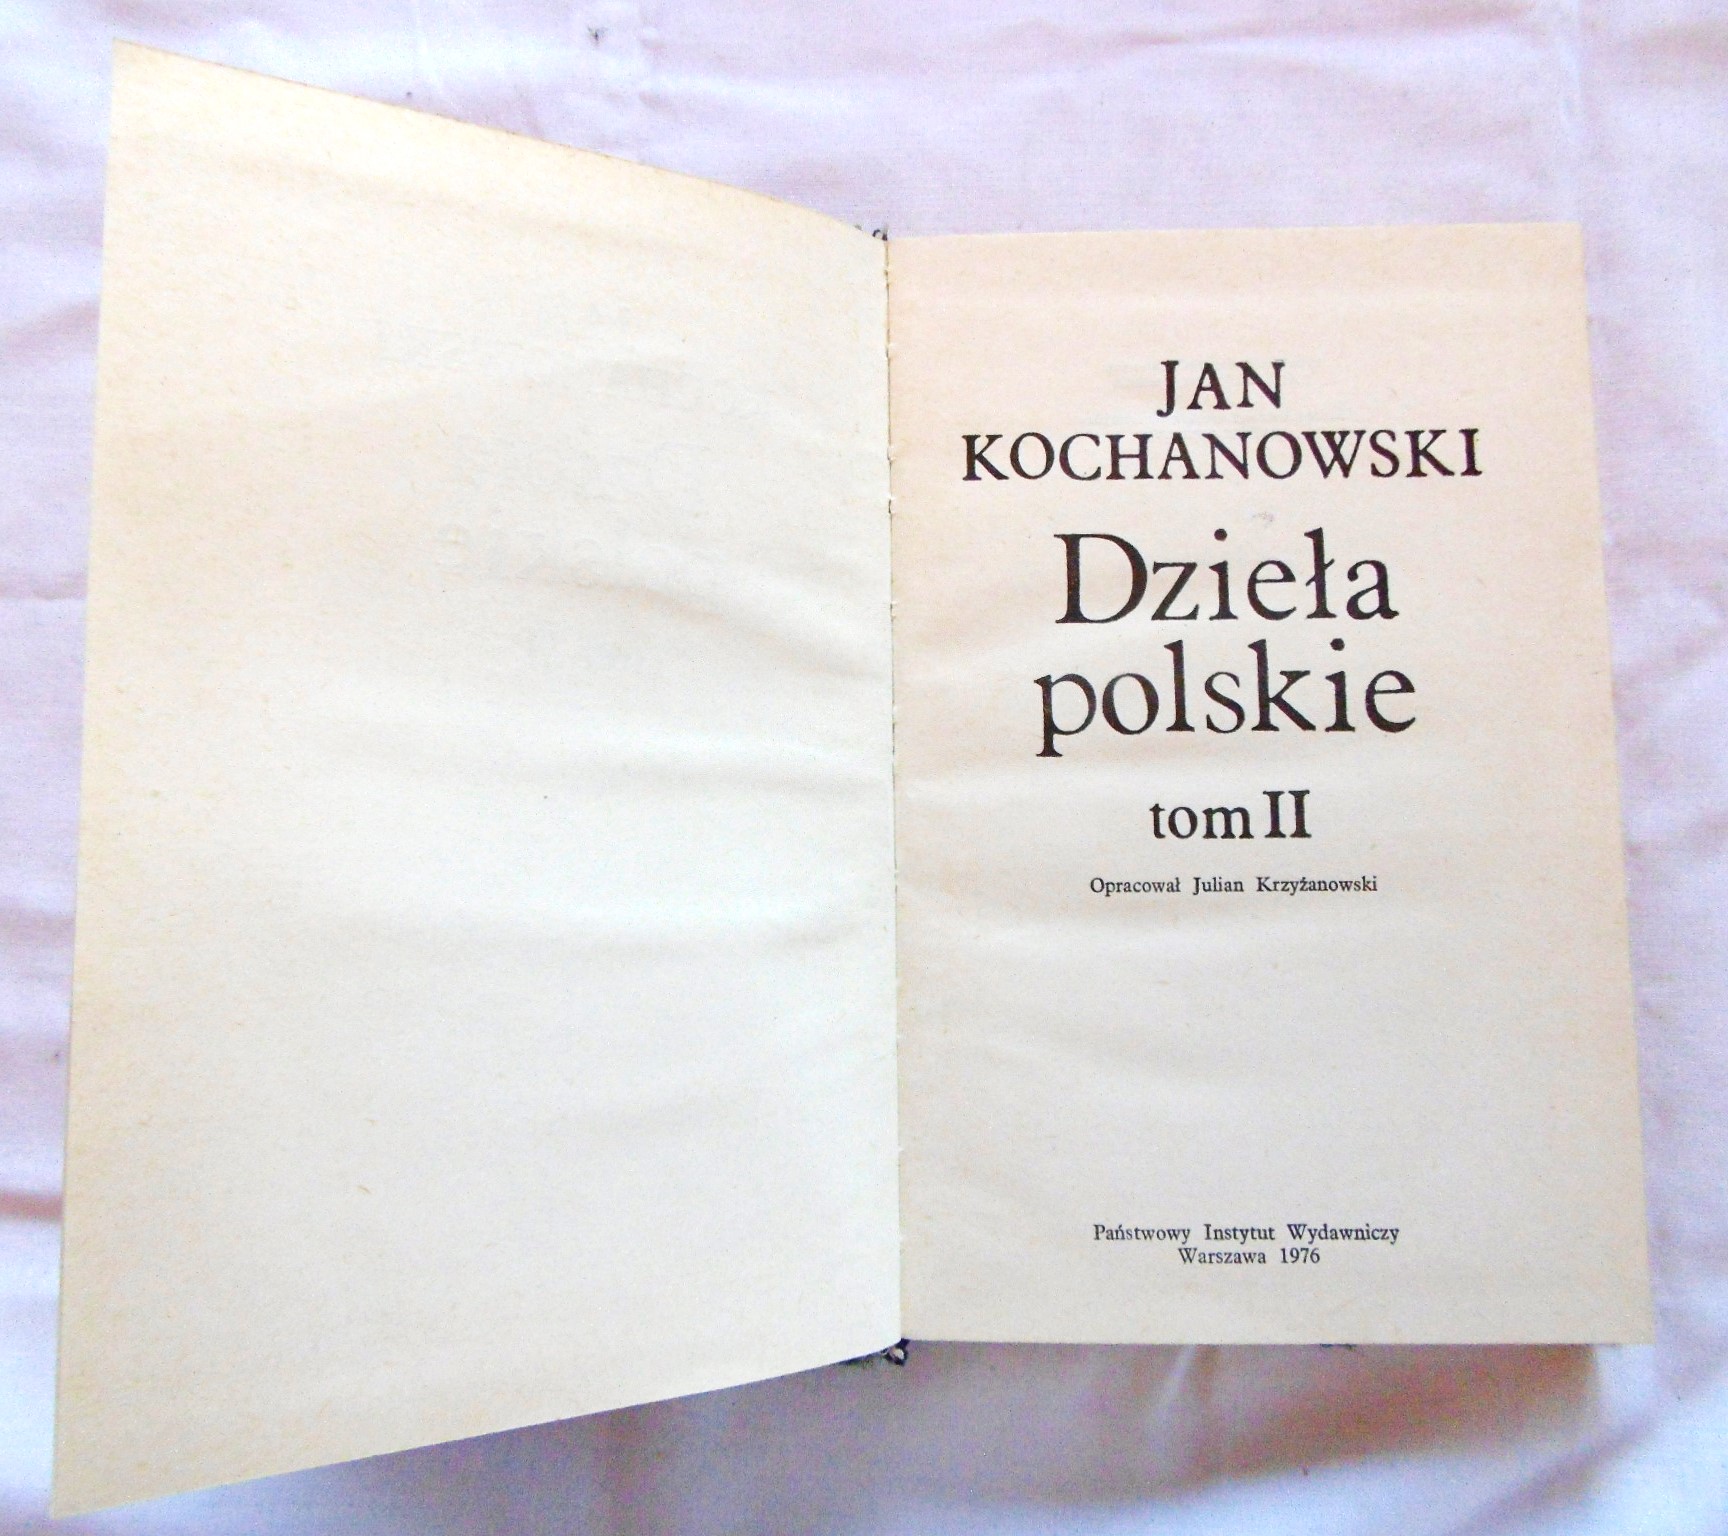 JAN
KOCHANOWSKI
Dzieła
polskie
tom II
Opracował Julian Krzyżanowski
Państwowy Instytut Wydawniczy
Warszawa 1976